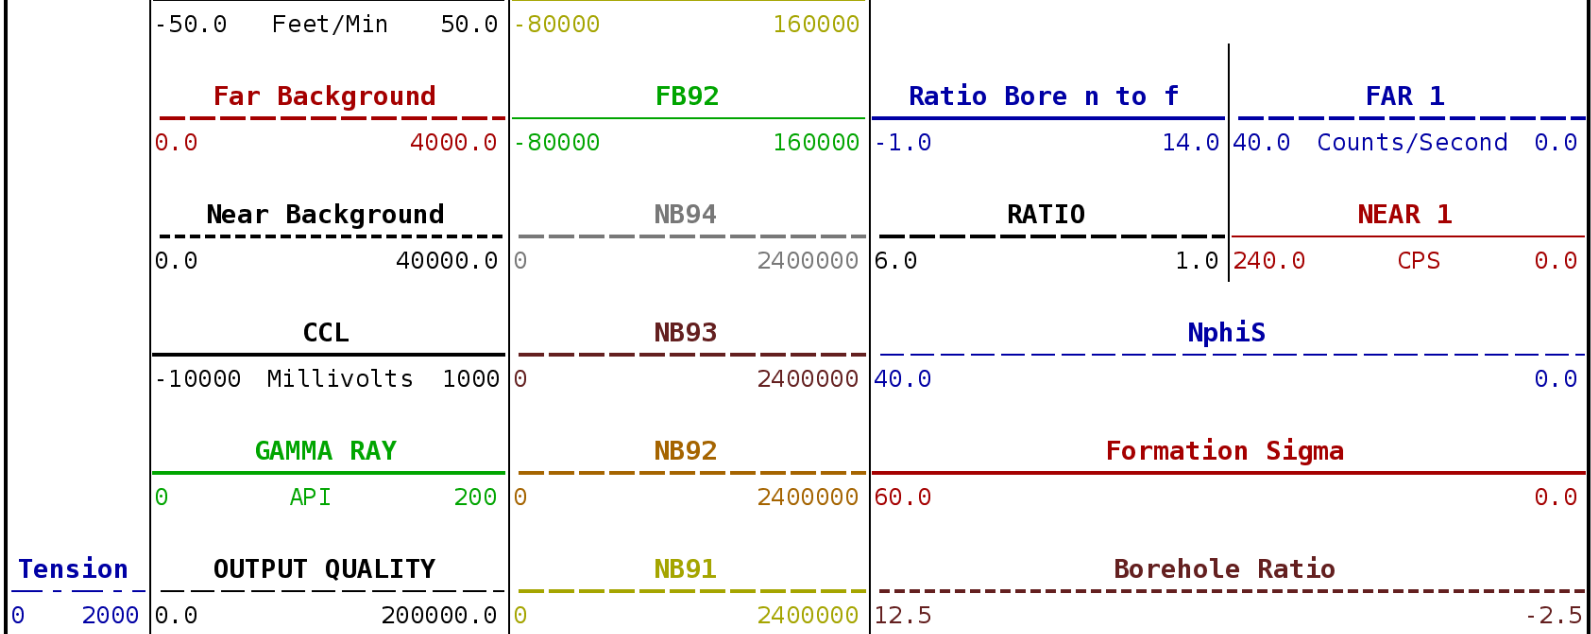 -50.0 Feet/Min 50.0 -80000 160000
Far Background FB92 Ratio Bore n to f FAR 1
0.0 4000.0 -80000 160000 -1.0 14.0 40.0 Counts/Second 0.0
Near Background NB94 RATIO NEAR 1
0.0 40000.0 0 2400000 6.0 1.0 240.0 CPS 0.0
CCL NB93 NphiS
-10000 Millivolts 1000 0 2400000 40.0 0.0
GAMMA RAY NB92 Formation Sigma
0 API 200 0 2400000 60.0 0.0
Tension OUTPUT QUALITY NB91 Borehole Ratio
0 2000 0.0 200000.0 0 2400000 12.5 -2.5